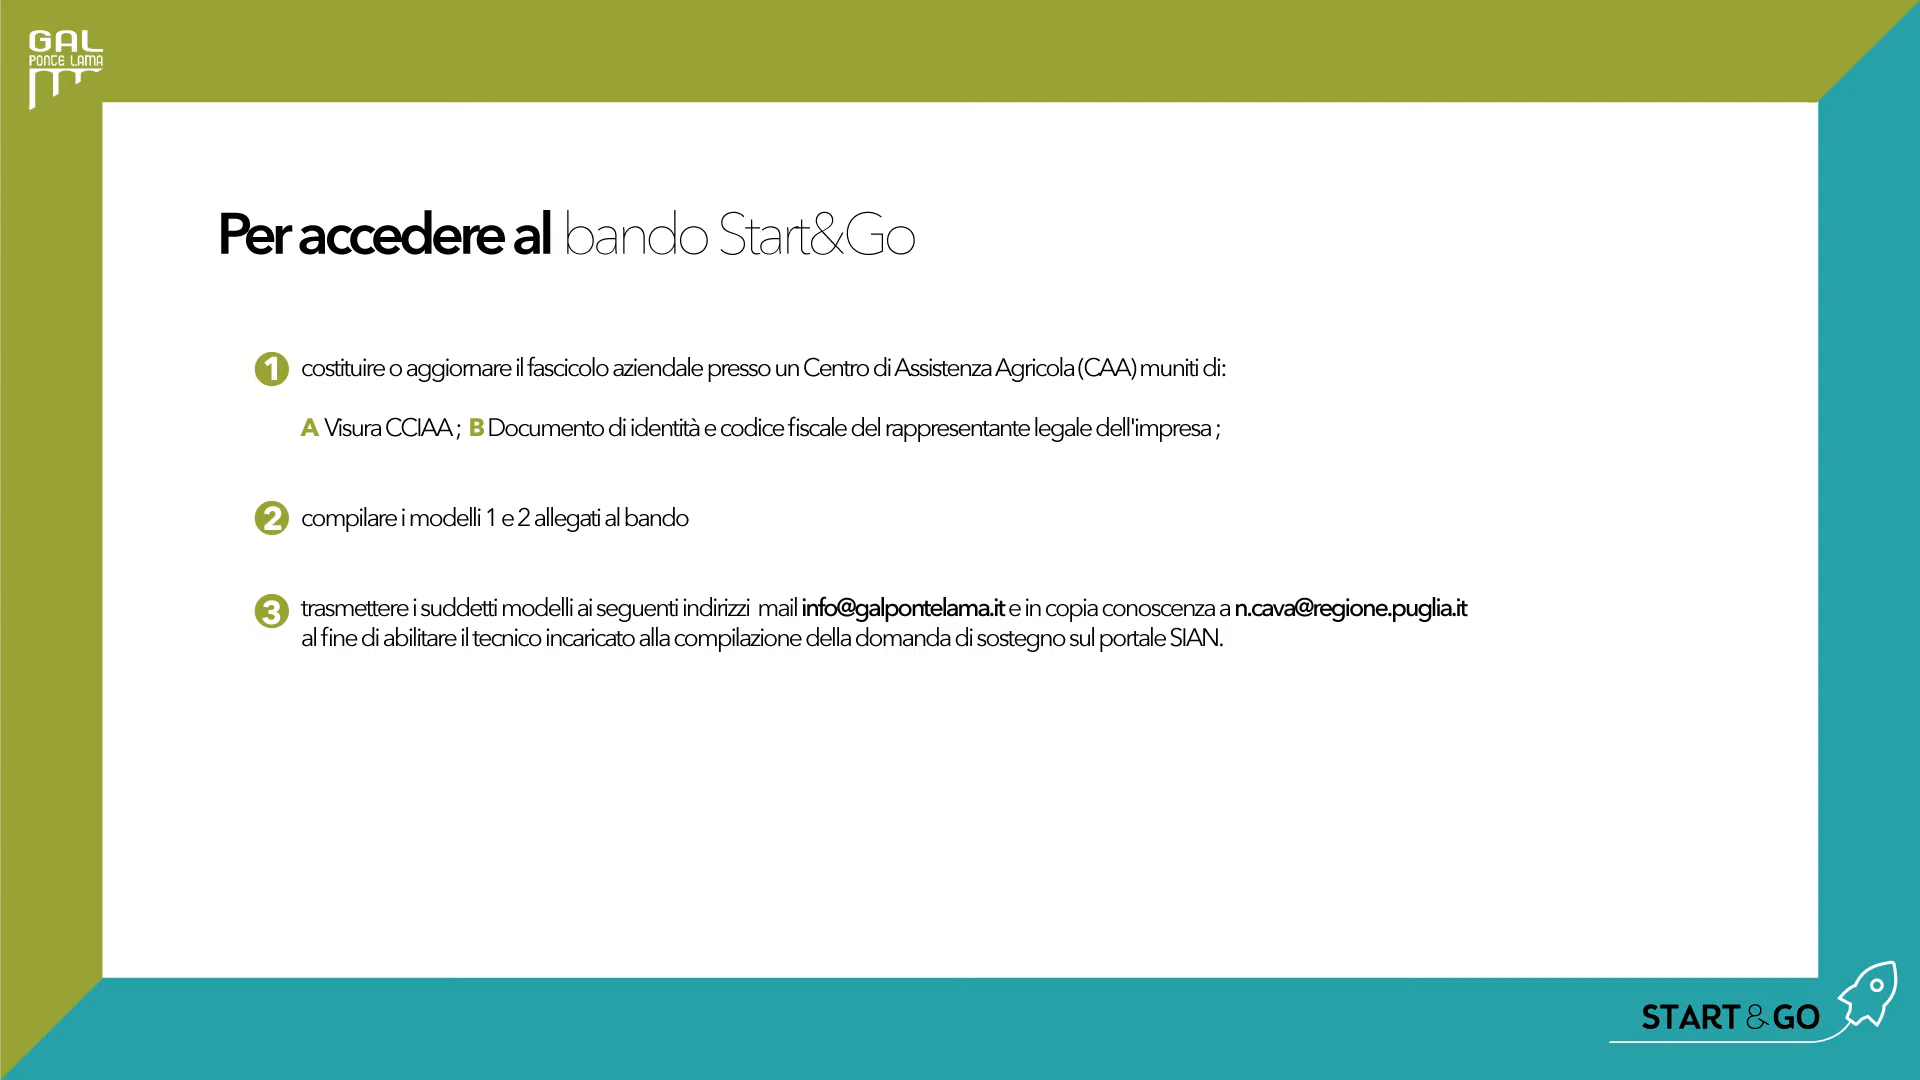 GAL
PONTE LAMA
Per accedere al bando Start&Go
1 costituire o aggiornare il fascicolo aziendale presso un Centro di Assistenza Agricola (CAA) muniti di:
A Visura CCIAA ; B Documento di identità e codice fiscale del rappresentante legale dell'impresa ;
2 compilare i modelli 1 e 2 allegati al bando
3 trasmettere i suddetti modelli ai seguenti indirizzi mail info@galpontelama.it e in copia conoscenza a n.cava@regione.puglia.it
al fine di abilitare il tecnico incaricato alla compilazione della domanda di sostegno sul portale SIAN.
START & GO